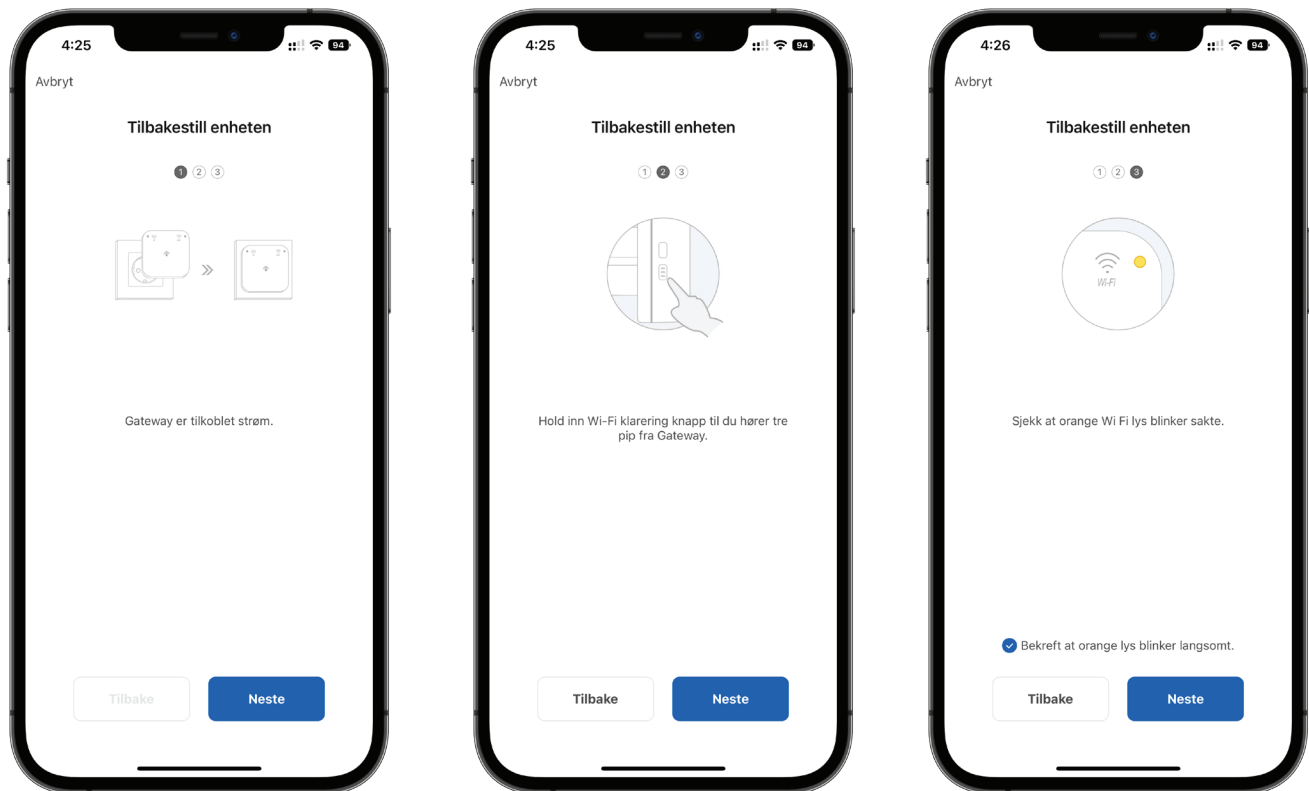 4:25
94
Avbryt
Tilbakestill enheten
1 2 3
Gateway er tilkoblet strøm.
Tilbake
Neste
4:25
94
Avbryt
Tilbakestill enheten
1 2 3
Hold inn Wi-Fi klarering knapp til du hører tre
pip fra Gateway.
Tilbake
Neste
4:26
94
Avbryt
Tilbakestill enheten
1 2 3
Wi-Fi
Sjekk at orange Wi Fi lys blinker sakte.
Bekreft at orange lys blinker langsomt.
Tilbake
Neste